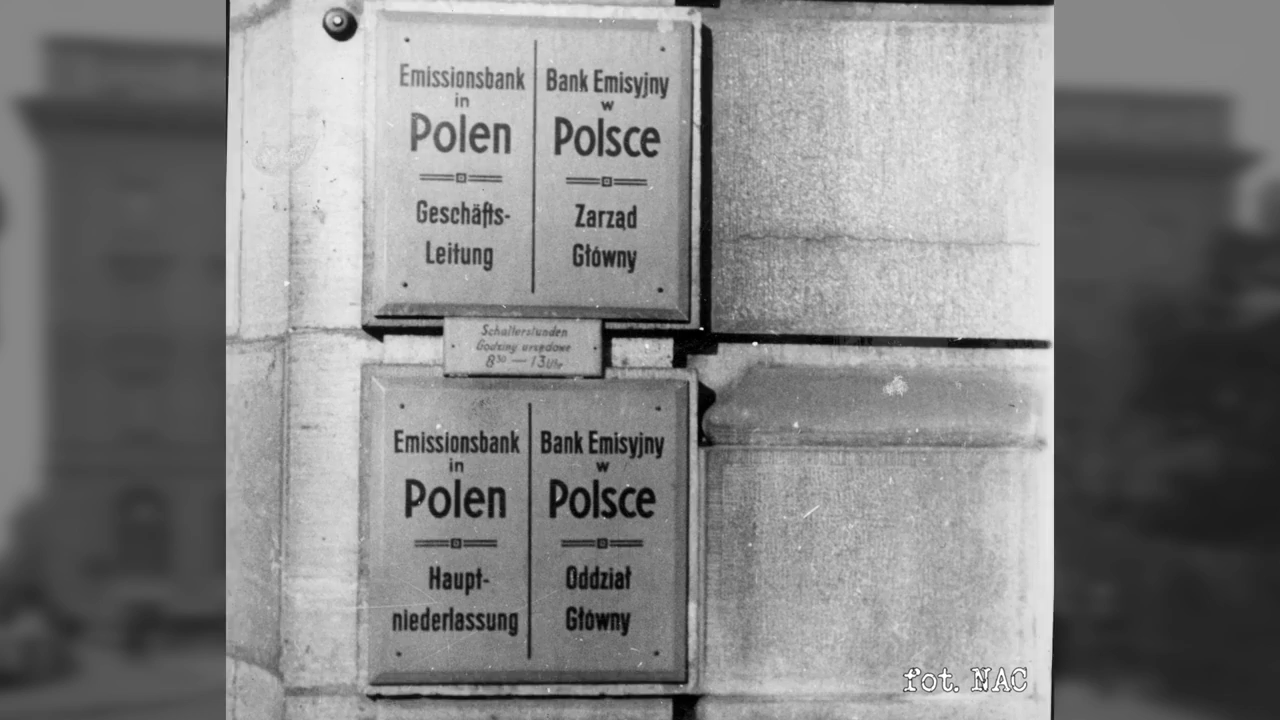 Emissionsbank
in
Polen
Geschäfts-
Leitung
Bank Emisyjny
w
Polsce
Zarząd
Główny
Schalterstunden
Godziny urzędowe
8³⁰ — 13 Uhr
Emissionsbank
in
Polen
Haupt-
niederlassung
Bank Emisyjny
w
Polsce
Oddział
Główny
fot. NAC